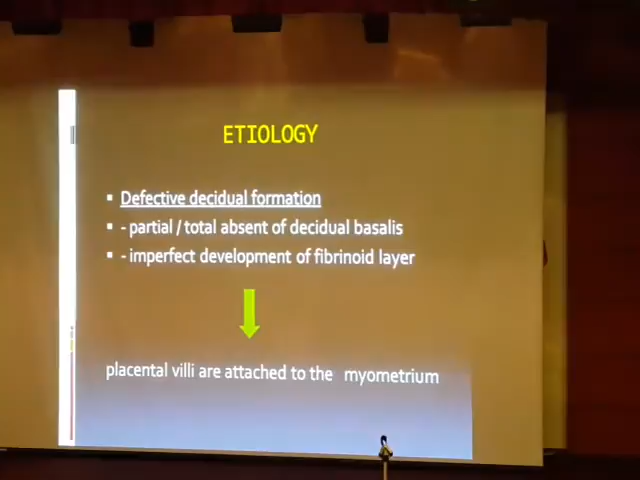 ETIOLOGY
▪ Defective decidual formation
▪ - partial / total absent of decidual basalis
▪ - imperfect development of fibrinoid layer
placental villi are attached to the myometrium